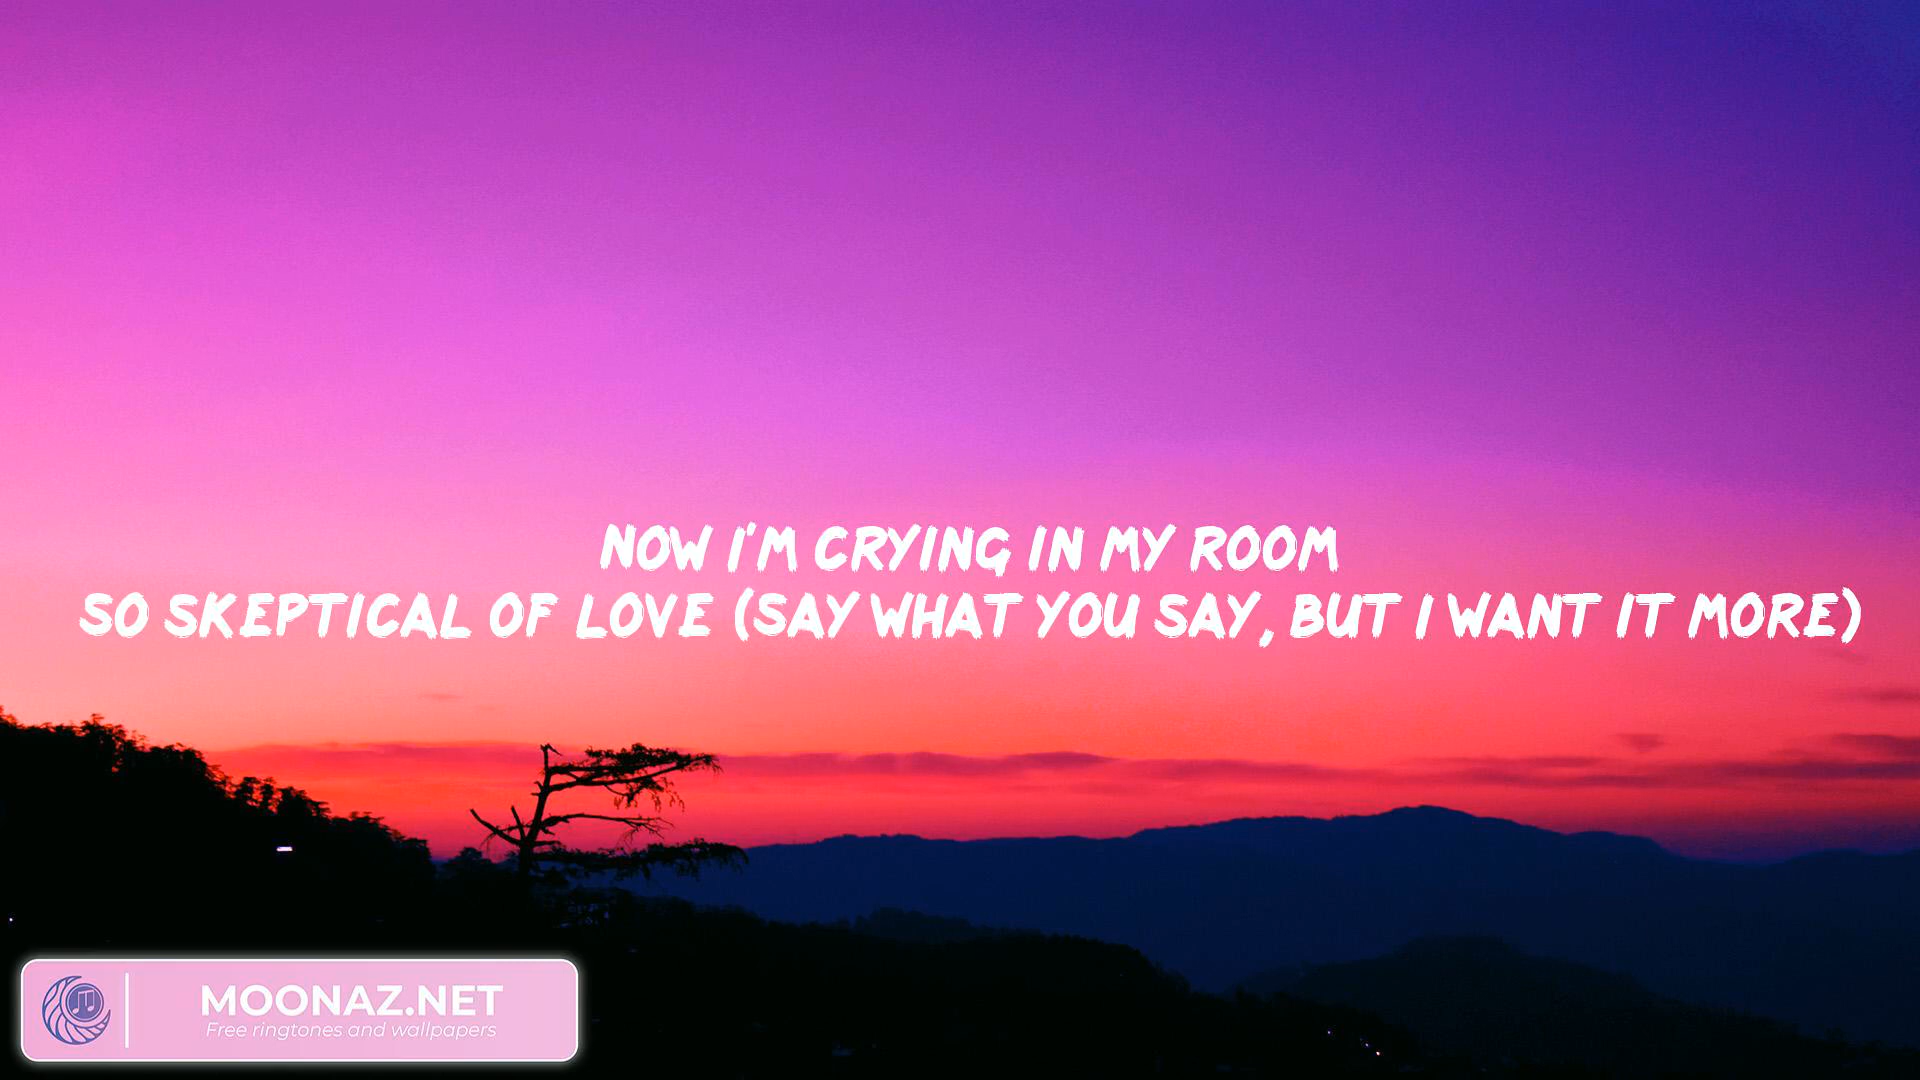 NOW I'M CRYING IN MY ROOM
SO SKEPTICAL OF LOVE (SAY WHAT YOU SAY, BUT I WANT IT MORE)
MOONAZ.NET
Free ringtones and wallpapers